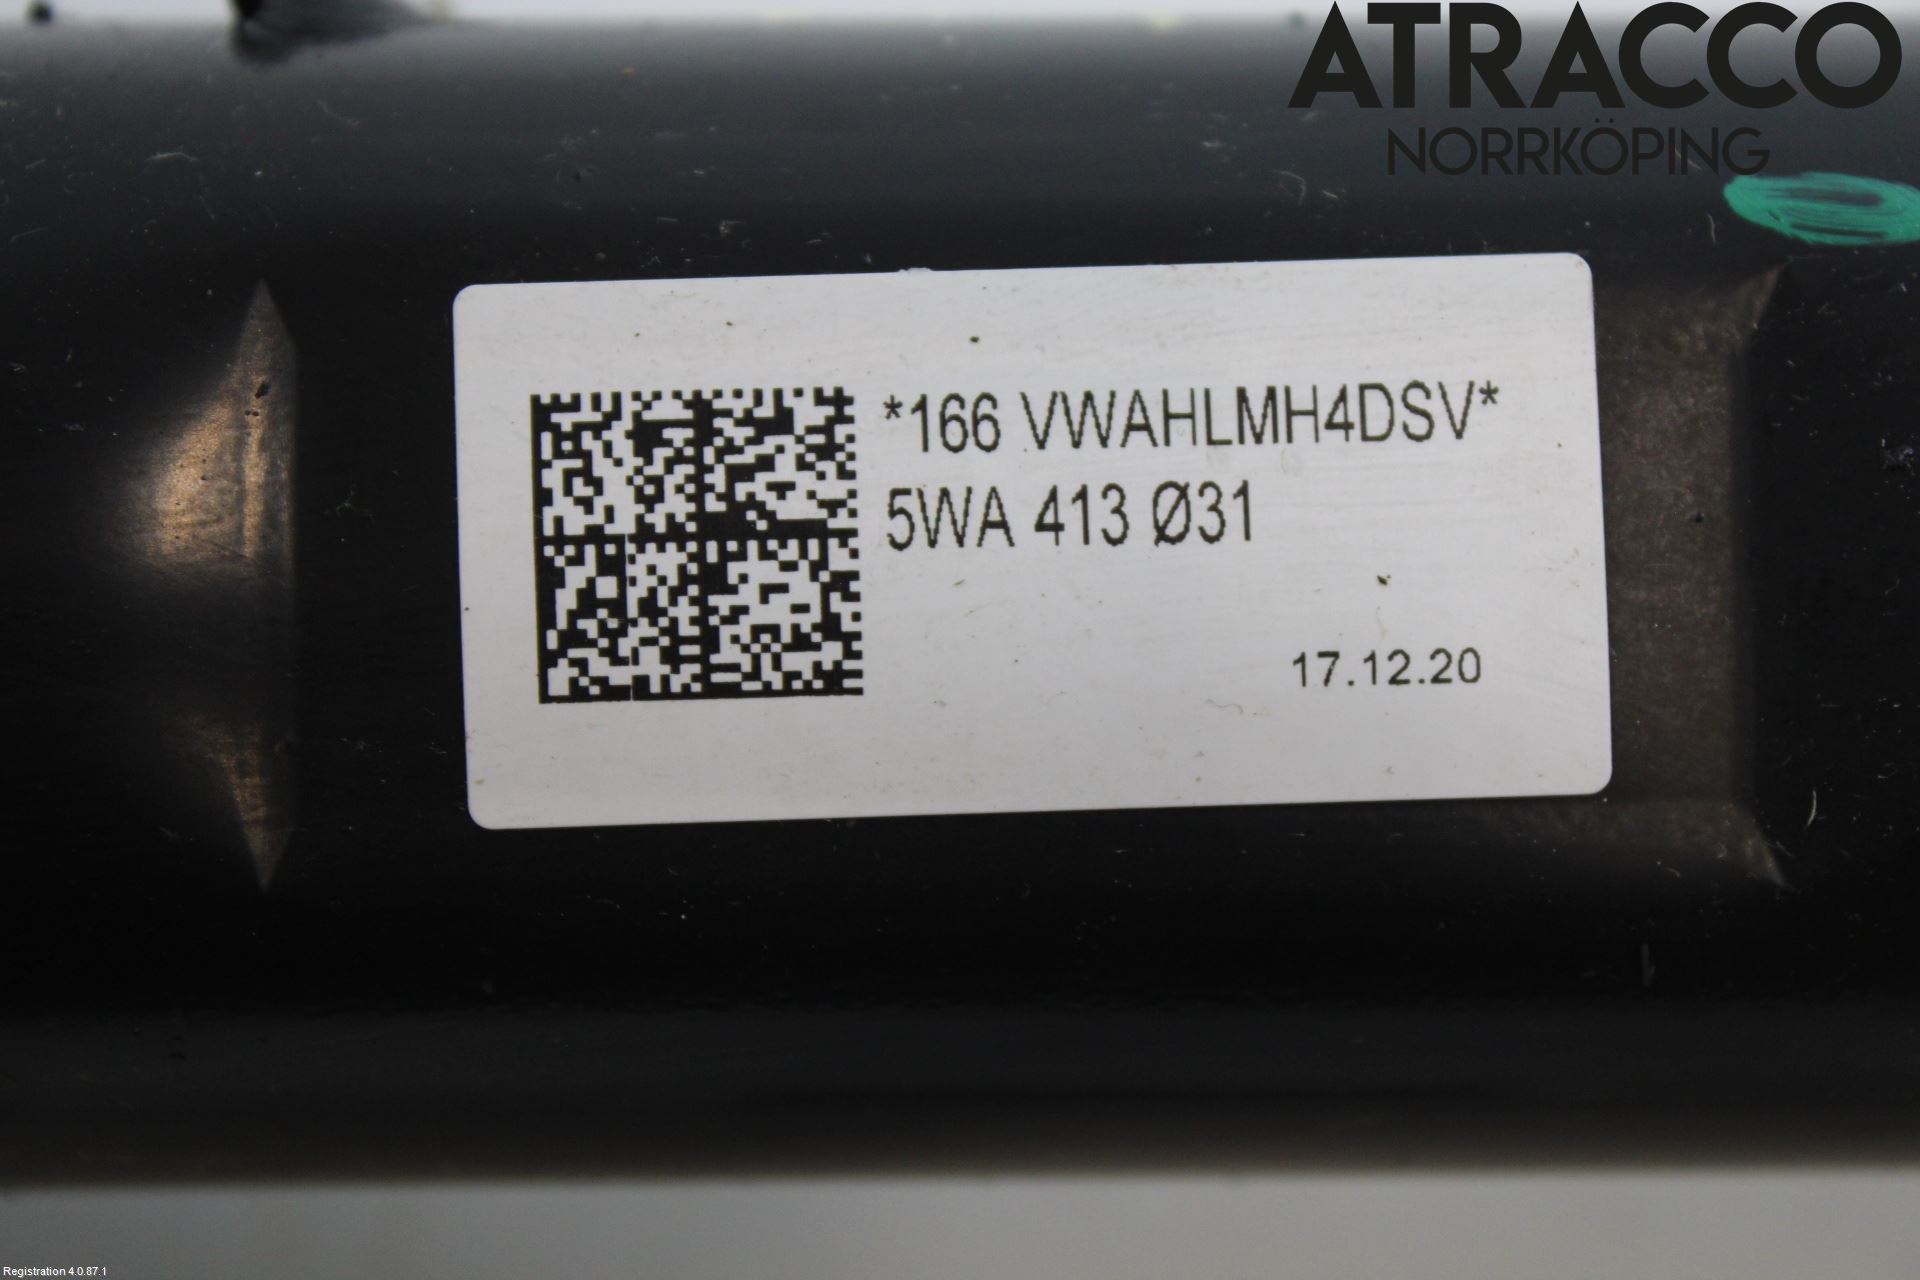 ATRACCO
NORRKÖPING
*166 VWAHLMH4DSV*
5WA 413 Ø31
17.12.20
Registration 4.0.87.1